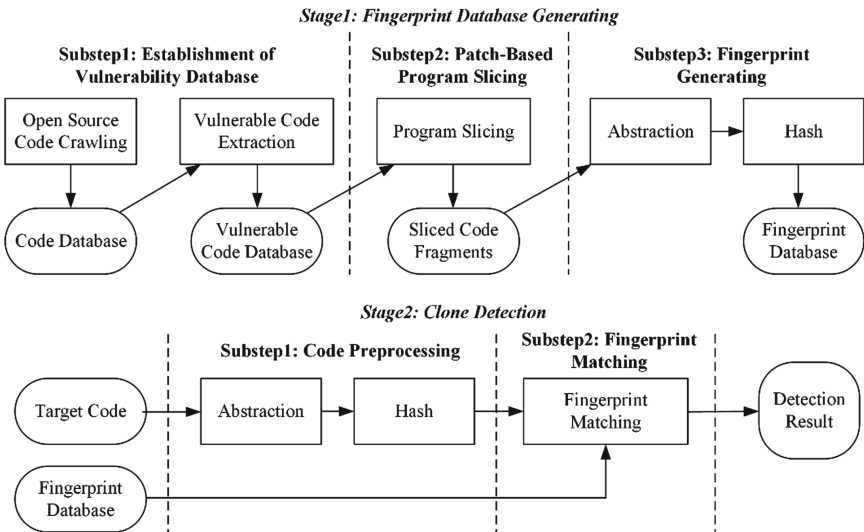 Stage1: Fingerprint Database Generating
Substep1: Establishment of
Vulnerability Database
Substep2: Patch-Based
Program Slicing
Substep3: Fingerprint
Generating
Open Source
Code Crawling
Vulnerable Code
Extraction
Program Slicing
Abstraction
Hash
Code Database
Vulnerable
Code Database
Sliced Code
Fragments
Fingerprint
Database
Stage2: Clone Detection
Substep1: Code Preprocessing
Substep2: Fingerprint
Matching
Target Code
Abstraction
Hash
Fingerprint
Matching
Detection
Result
Fingerprint
Database